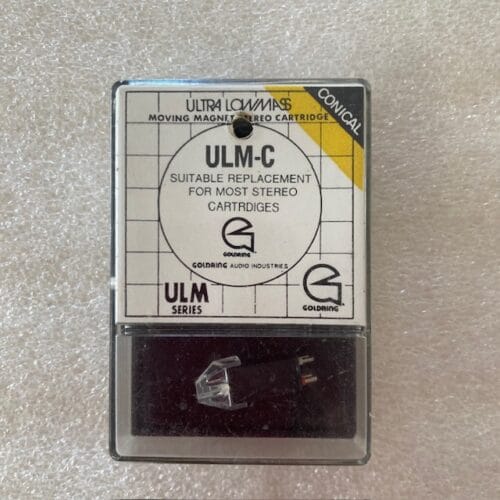 ULTRA LOWMASS
MOVING MAGNET STEREO CARTRIDGE
CONICAL
ULM-C
SUITABLE REPLACEMENT
FOR MOST STEREO
CARTRDIGES
GOLDRING
GOLDRING AUDIO INDUSTRIES
ULM
SERIES
GOLDRING